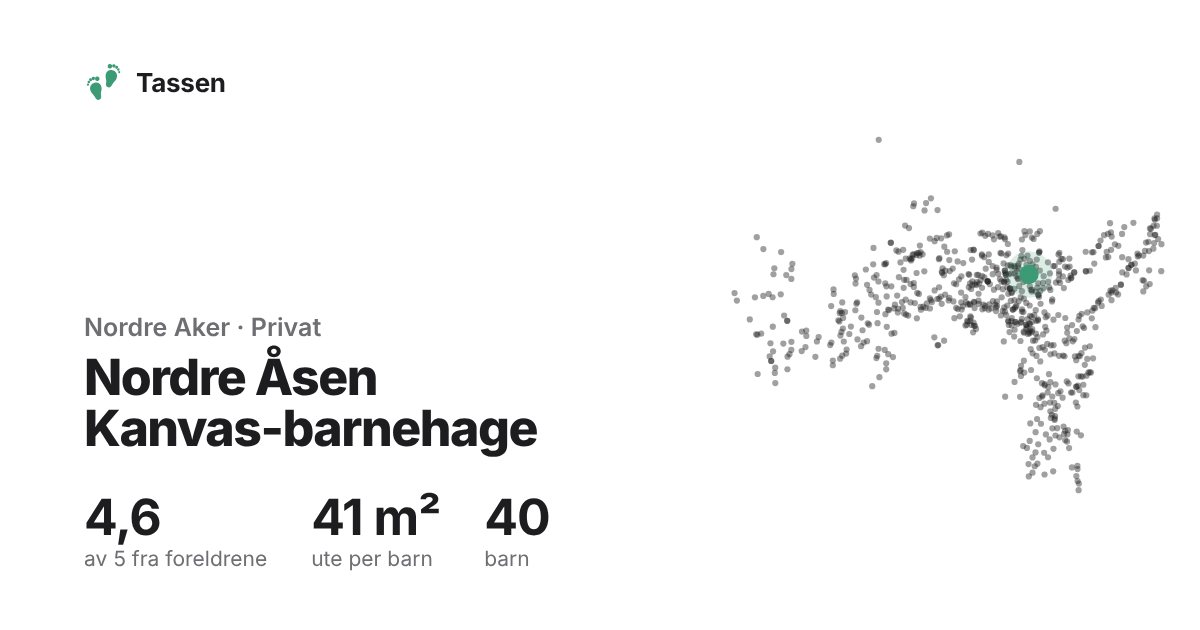 Tassen
Nordre Aker · Privat
Nordre Åsen
Kanvas-barnehage
4,6 41 m² 40
av 5 fra foreldrene ute per barn barn